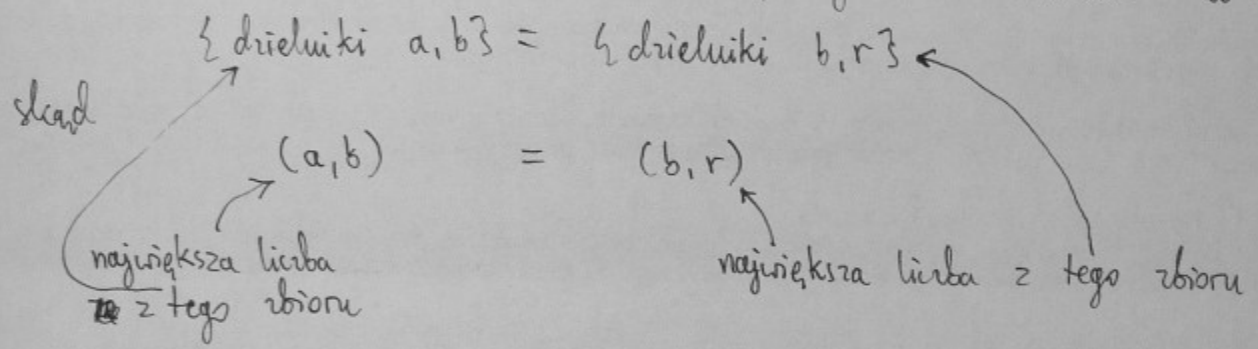 {dzielniki a,b} = {dzielniki b,r}
skąd
(a,b) = (b,r)
największa liczba
z tego zbioru
największa liczba z tego zbioru